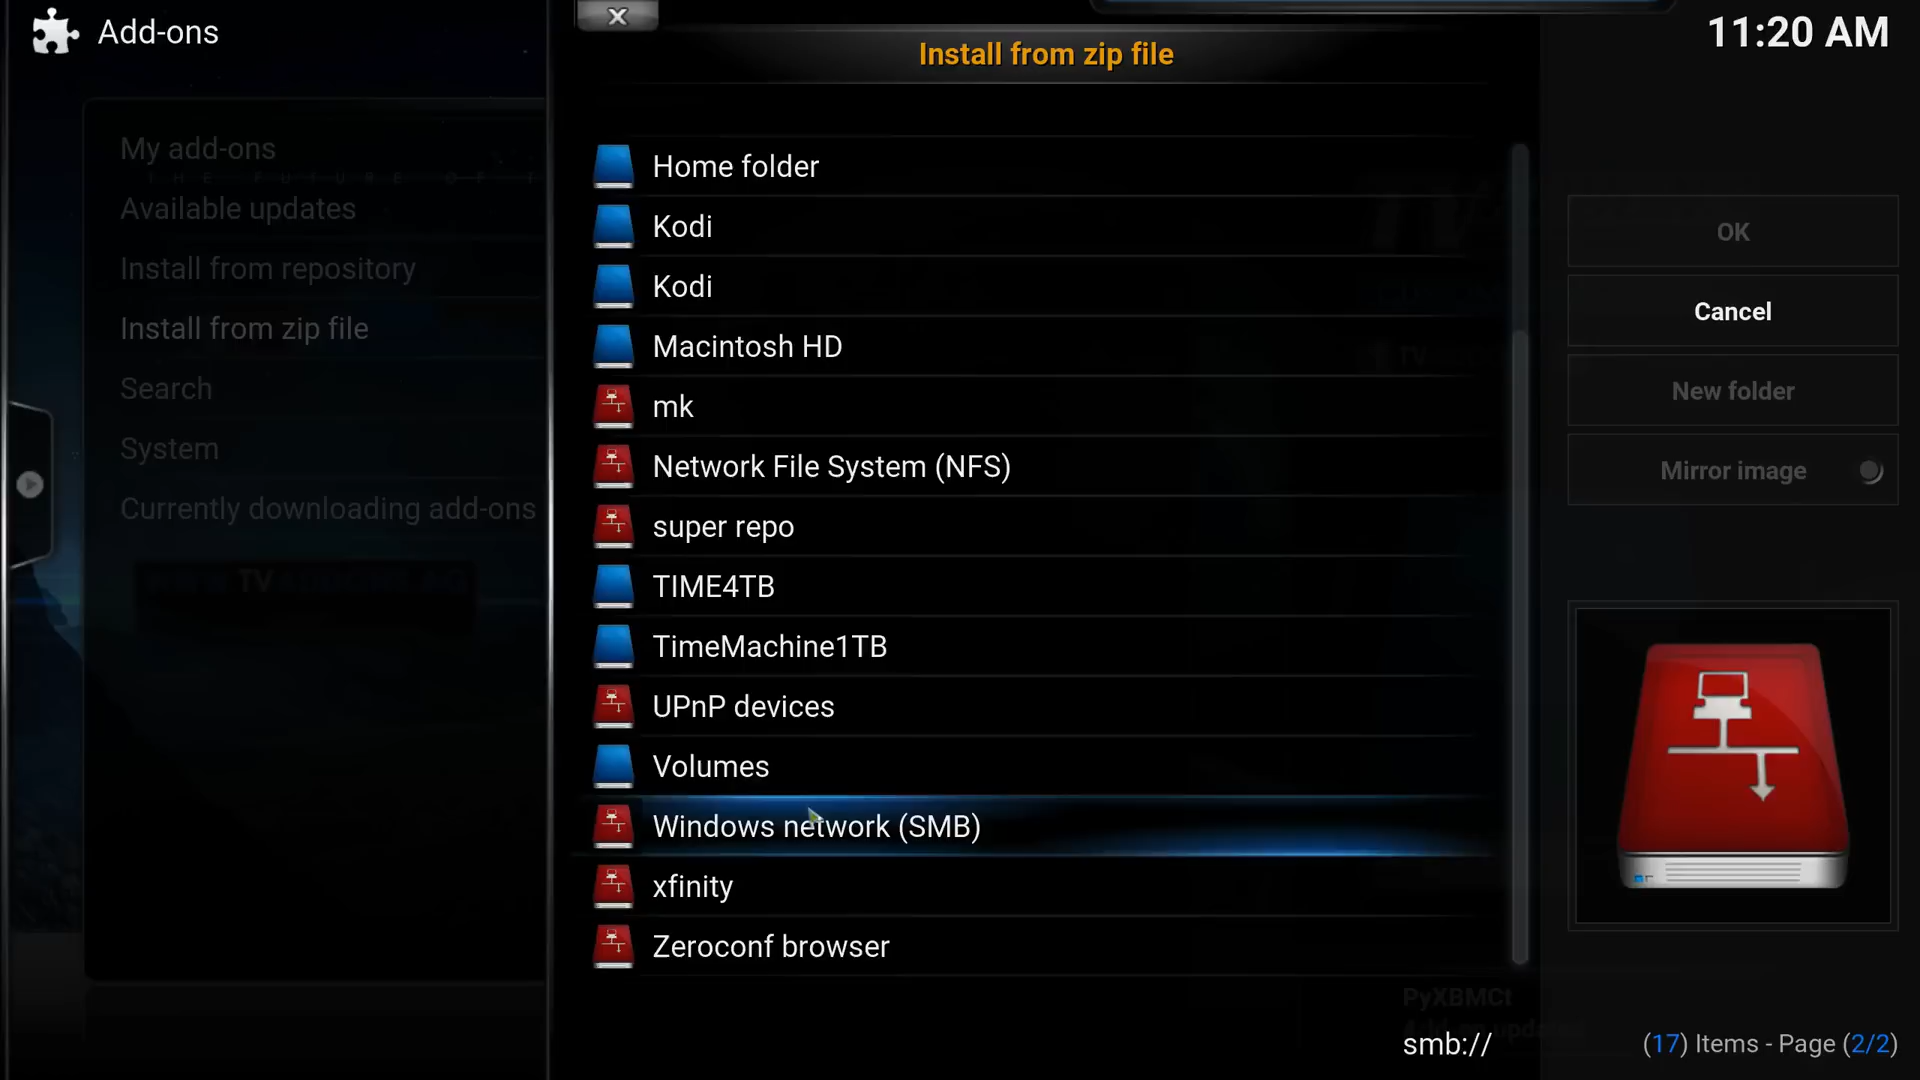 Add-ons
11:20 AM
Install from zip file
My add-ons
Available updates
Install from repository
Install from zip file
Search
System
Currently downloading add-ons
Home folder
Kodi
Kodi
Macintosh HD
mk
Network File System (NFS)
super repo
TIME4TB
TimeMachine1TB
UPnP devices
Volumes
Windows network (SMB)
xfinity
Zeroconf browser
OK
Cancel
New folder
Mirror image
PyXBMCt
smb://
(17) Items - Page (2/2)